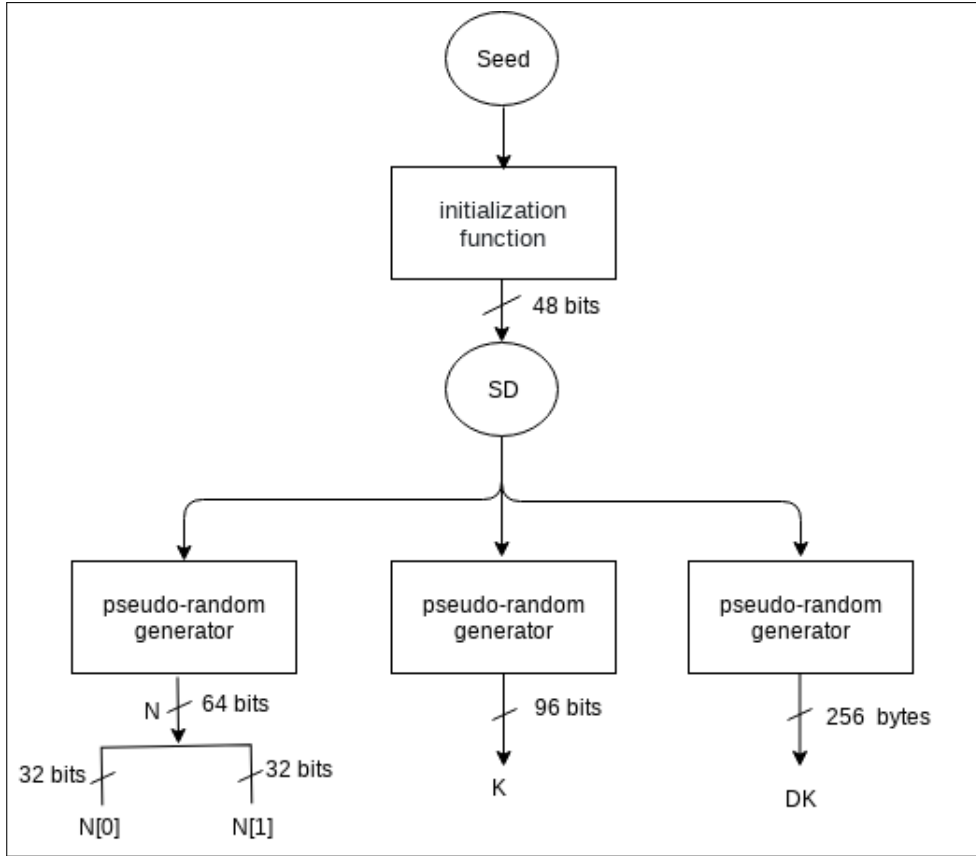 Seed
initialization
function
48 bits
SD
pseudo-random
generator
pseudo-random
generator
pseudo-random
generator
N
64 bits
96 bits
256 bytes
32 bits
32 bits
K
DK
N[0]
N[1]